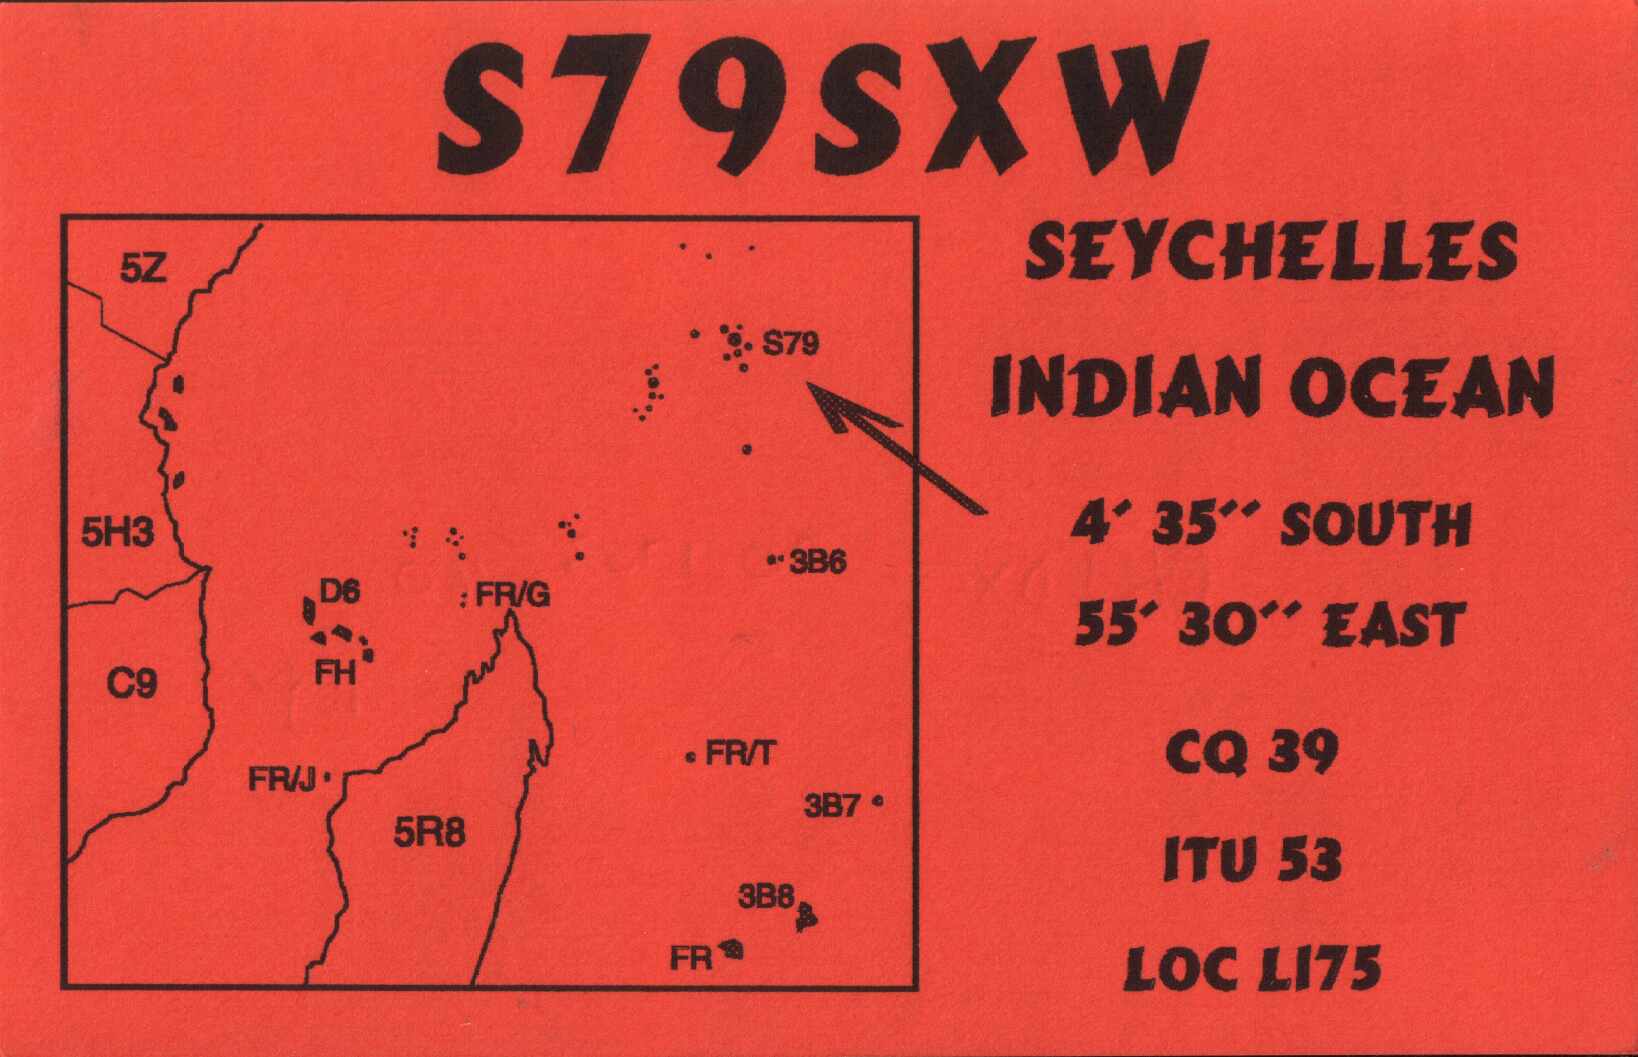 S79SXW
SEYCHELLES
INDIAN OCEAN
4' 35'' SOUTH
55' 30'' EAST
CQ 39
ITU 53
LOC LI75
5Z
S79
5H3
3B6
D6
FR/G
FH
C9
FR/T
FR/J
3B7
5R8
3B8
FR